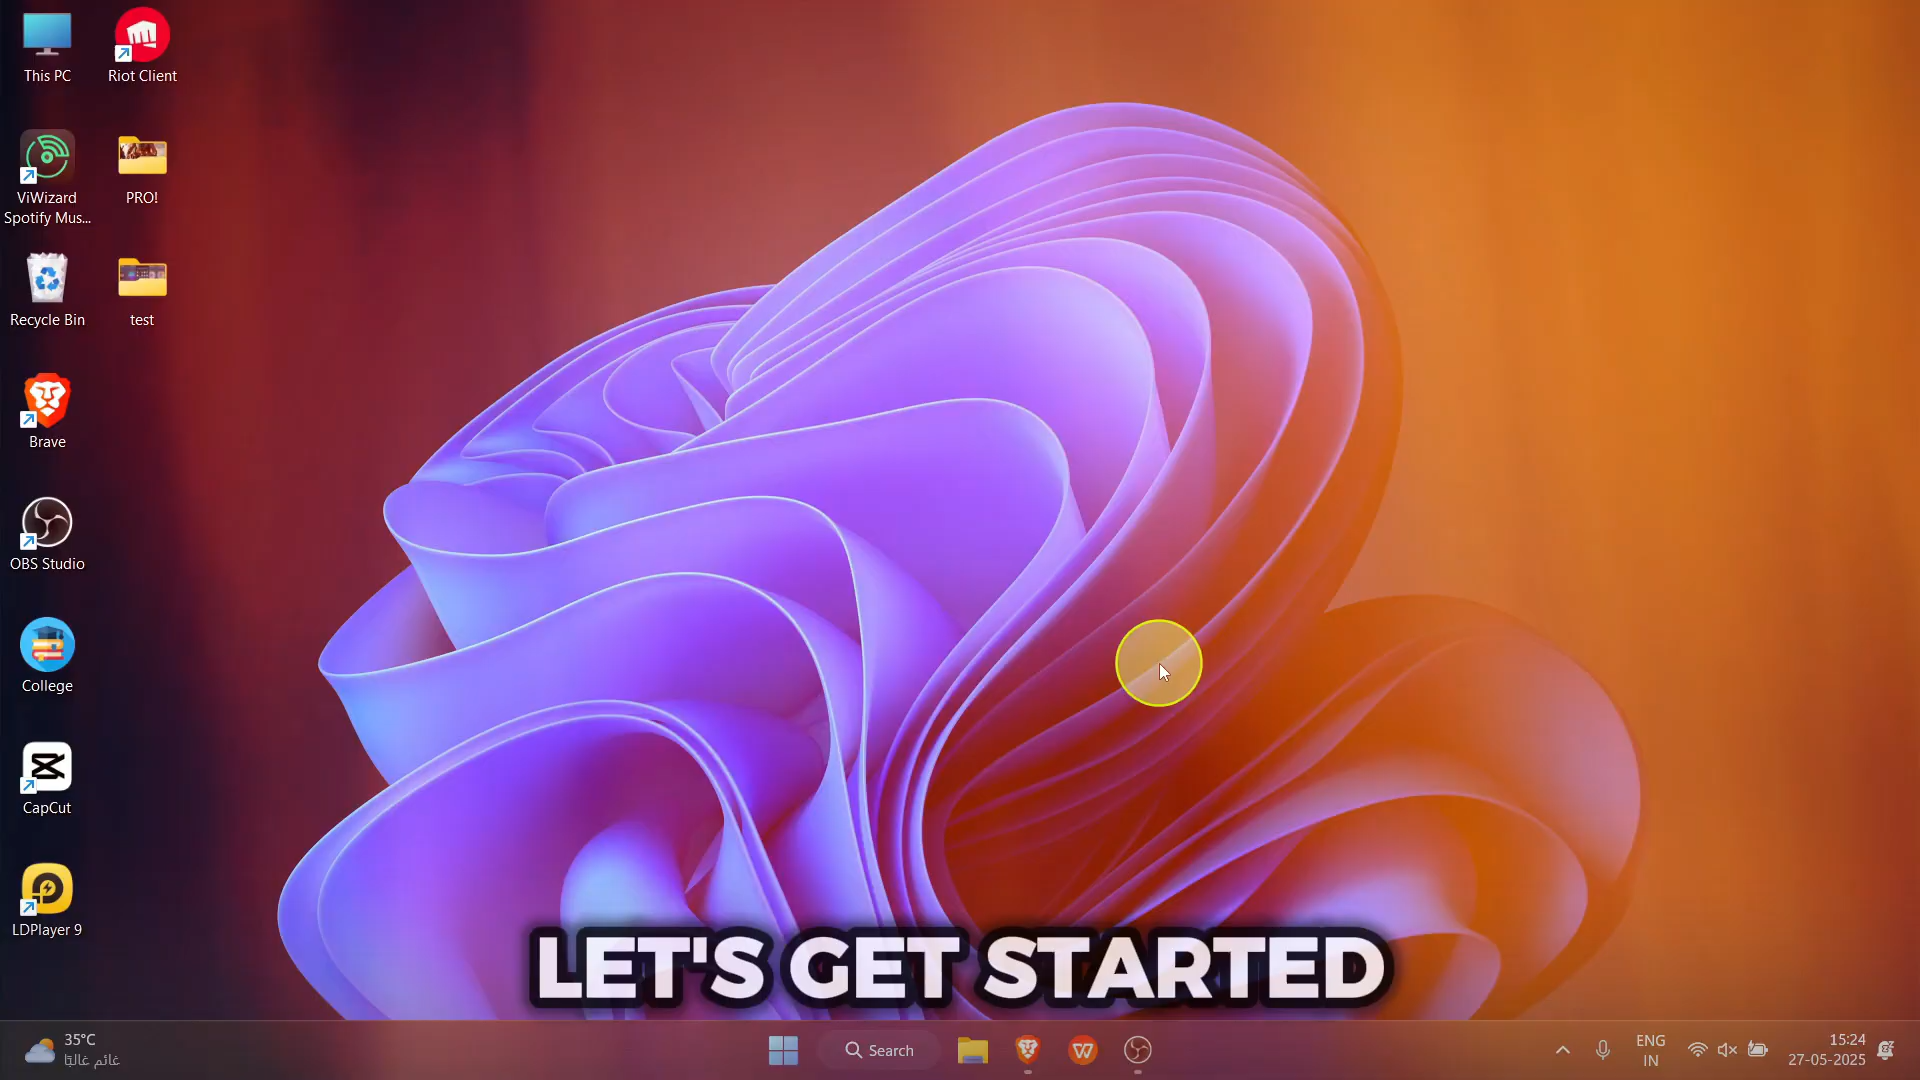 This PC
Riot Client
ViWizard
Spotify Mus...
PRO!
Recycle Bin
test
Brave
OBS Studio
College
CapCut
LDPlayer 9
LET'S GET STARTED
35°C
غائم غالبًا
Search
ENG
IN
15:24
27-05-2025